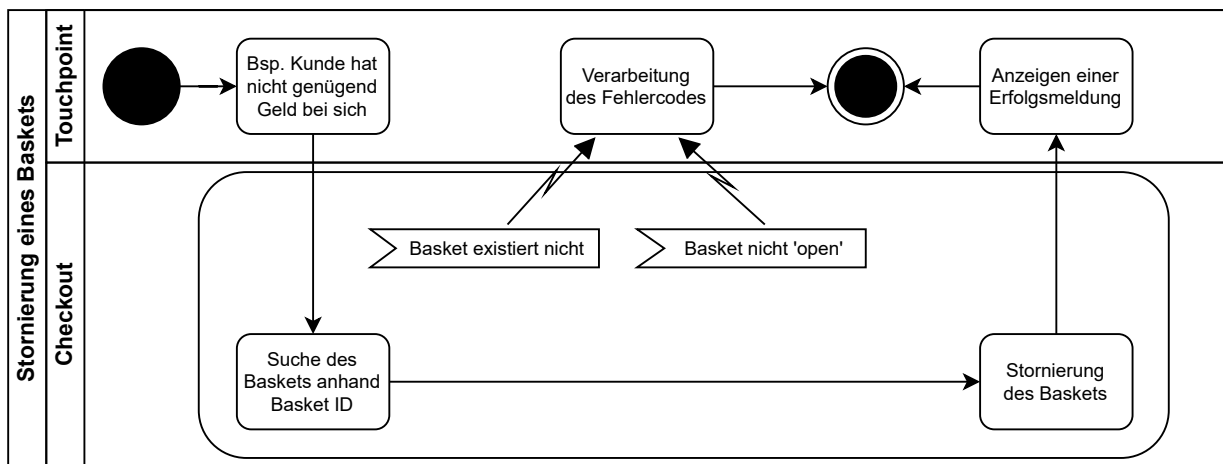 Stornierung eines Baskets
Touchpoint
Bsp. Kunde hat
nicht genügend
Geld bei sich
Verarbeitung
des Fehlercodes
Anzeigen einer
Erfolgsmeldung
Checkout
Basket existiert nicht
Basket nicht 'open'
Suche des
Baskets anhand
Basket ID
Stornierung
des Baskets